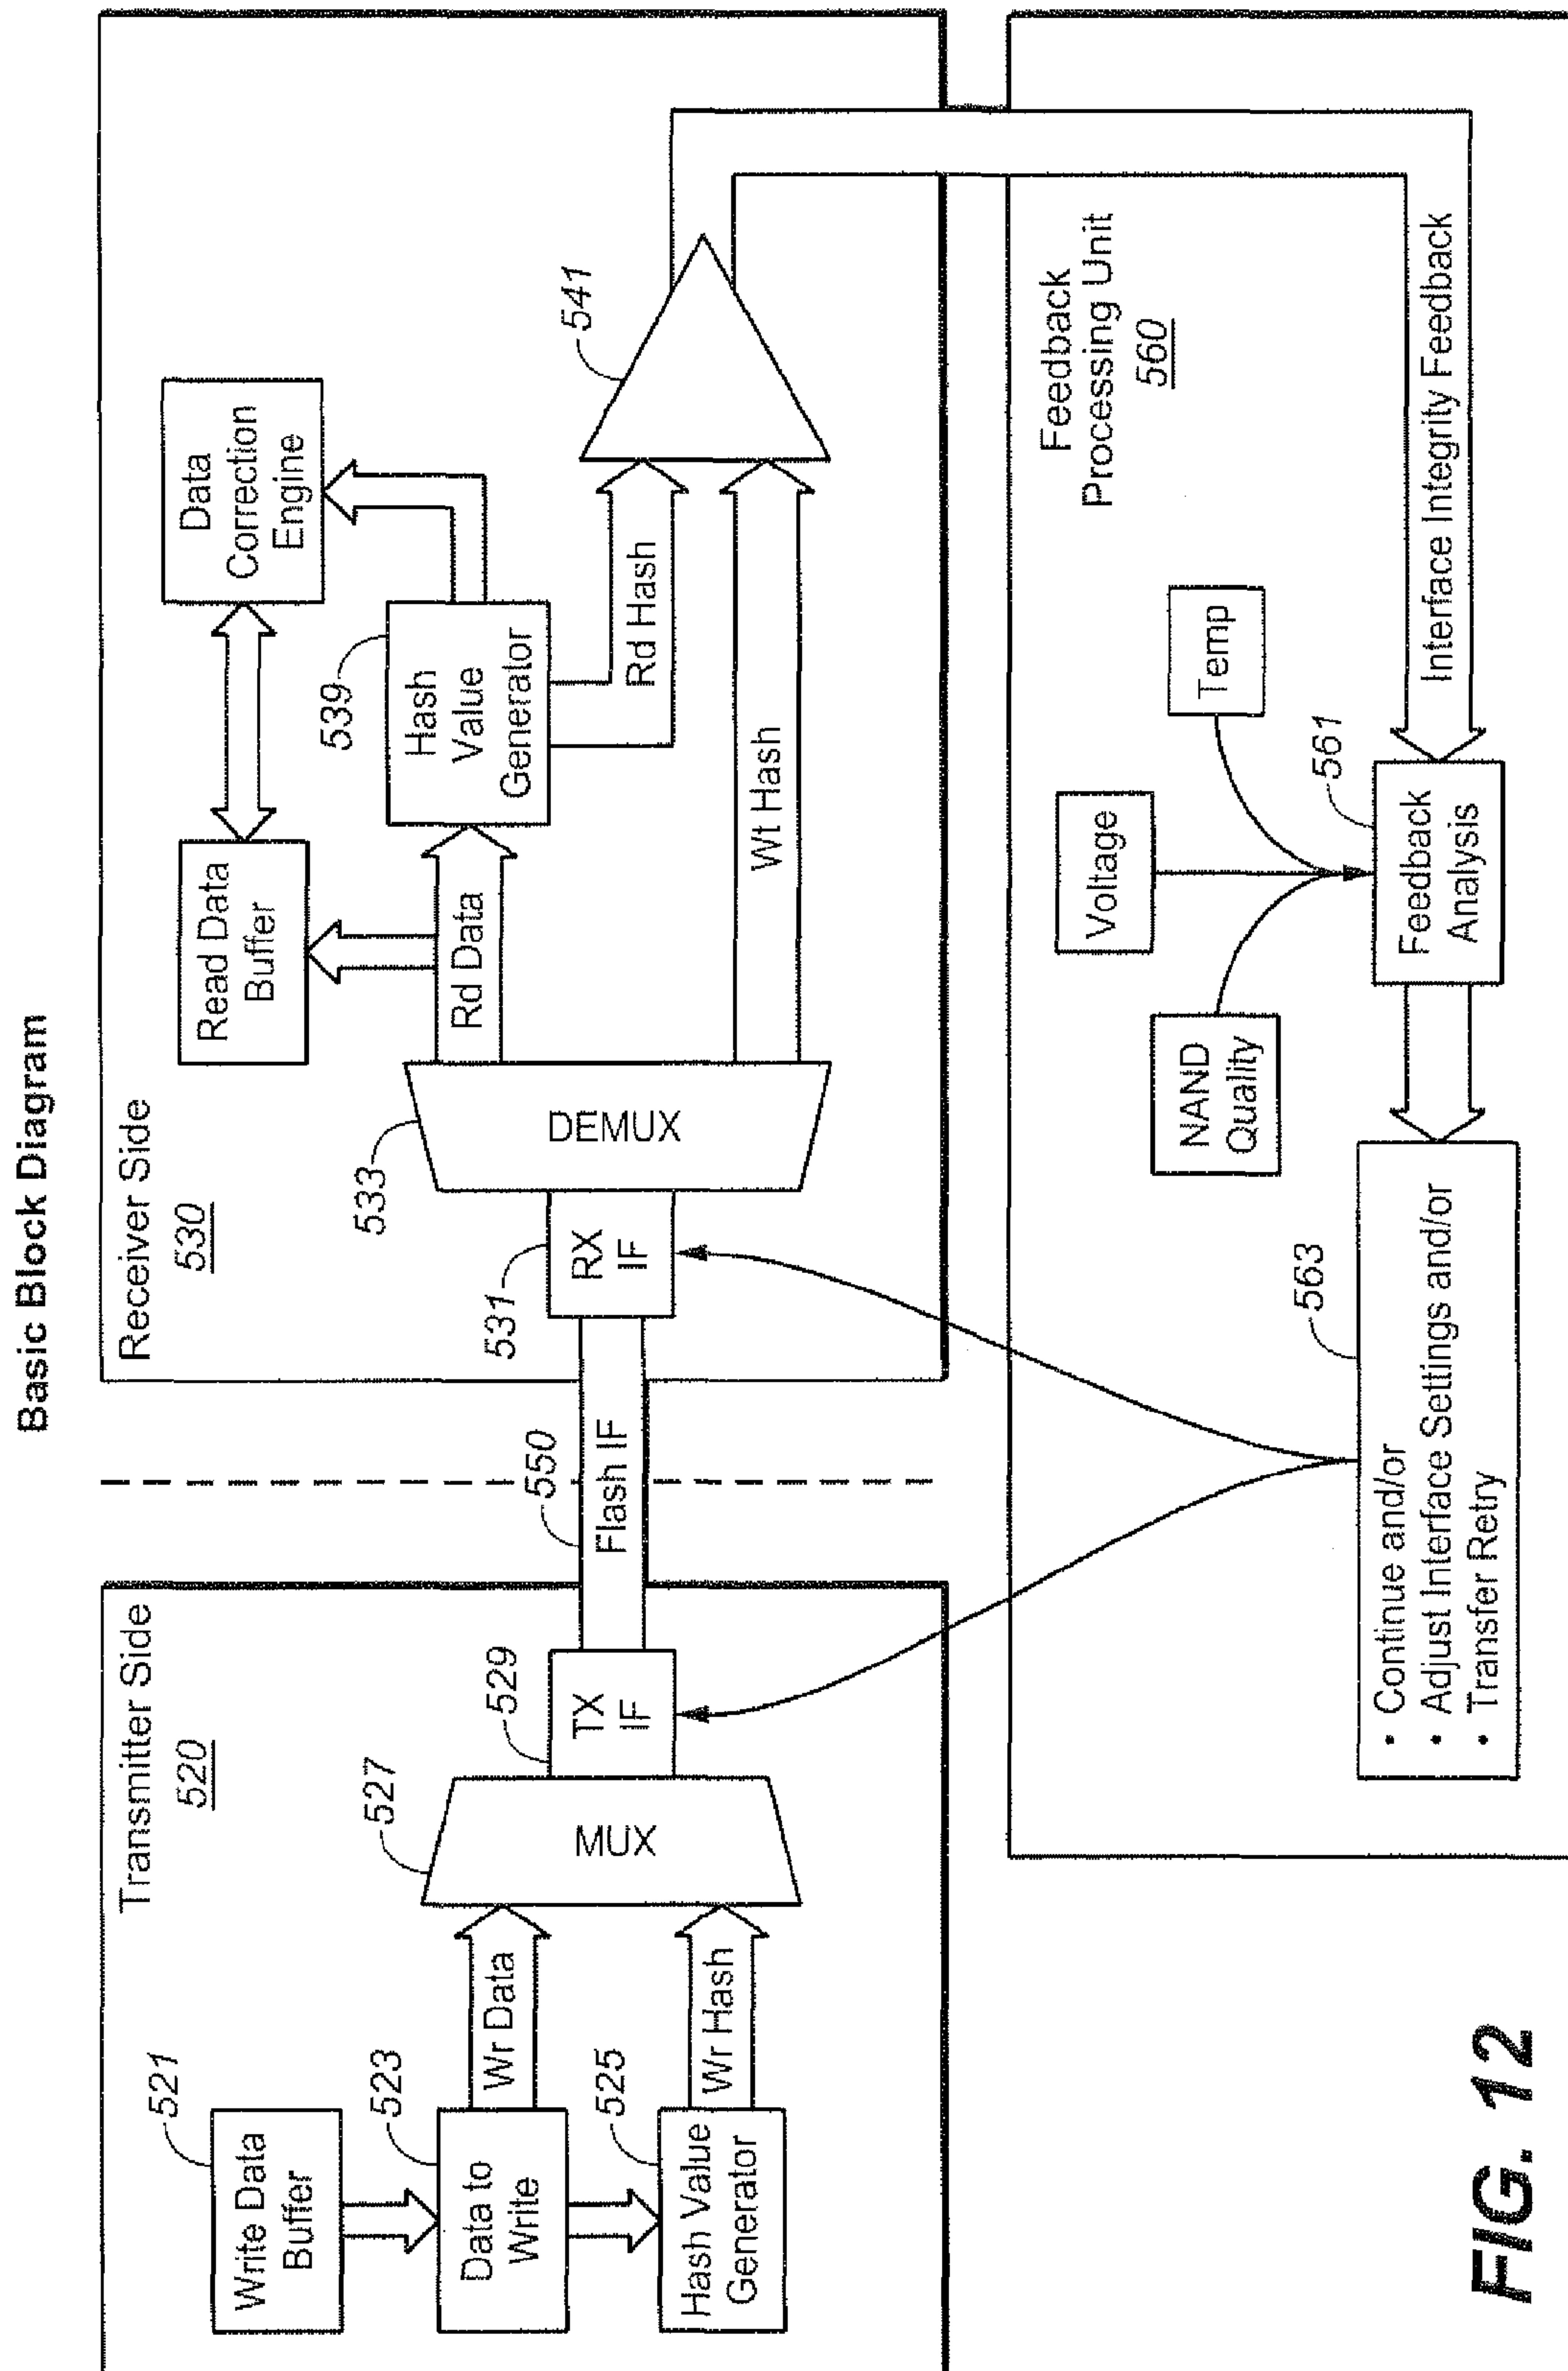 Basic Block Diagram
Transmitter Side
520
521
Write Data
Buffer
523
Data to
Write
525
Hash Value
Generator
Wr Data
Wr Hash
527
MUX
529
TX
IF
550
Flash IF
Receiver Side
530
531
RX
IF
533
DEMUX
Read Data
Buffer
Rd Data
Data
Correction
Engine
539
Hash
Value
Generator
Rd Hash
Wt Hash
541
Feedback
Processing Unit
560
Interface Integrity Feedback
NAND
Quality
Voltage
Temp
561
Feedback
Analysis
563
• Continue and/or
• Adjust Interface Settings and/or
• Transfer Retry
FIG. 12